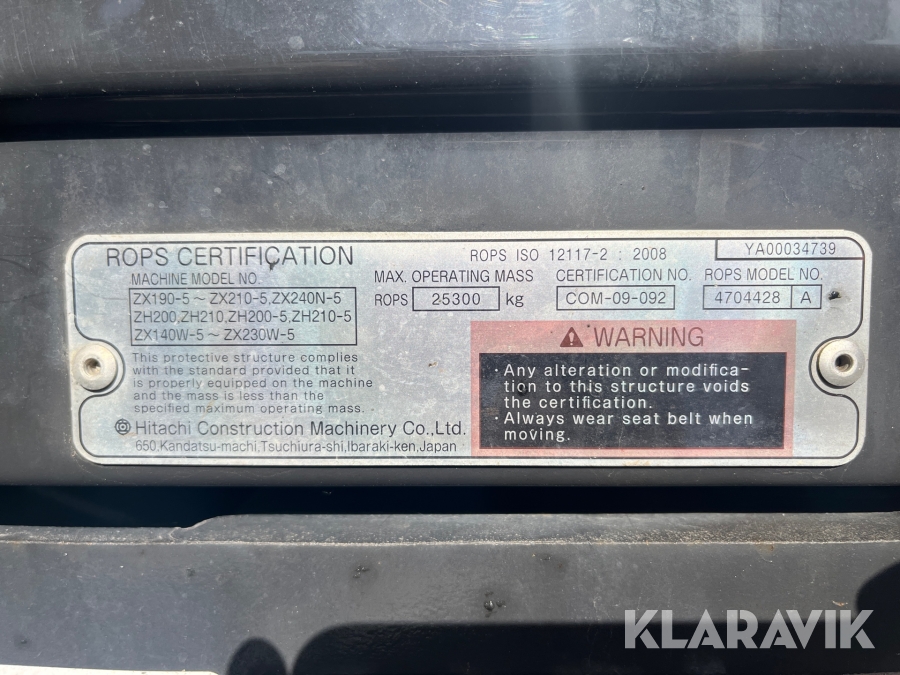 ROPS CERTIFICATION
ROPS ISO 12117-2 : 2008
YA00034739
MACHINE MODEL NO.
ZX190-5~ZX210-5,ZX240N-5
ZH200,ZH210,ZH200-5,ZH210-5
ZX140W-5~ZX230W-5
MAX. OPERATING MASS
ROPS 25300 kg
CERTIFICATION NO.
COM-09-092
ROPS MODEL NO.
4704428 A
This protective structure complies
with the standard provided that it
is properly equipped on the machine
and the mass is less than the
specified maximum operating mass.
Hitachi Construction Machinery Co.,Ltd.
650,Kandatsu-machi,Tsuchiura-shi,Ibaraki-ken,Japan
WARNING
·Any alteration or modifica-
tion to this structure voids
the certification.
·Always wear seat belt when
moving.
KLARAVIK